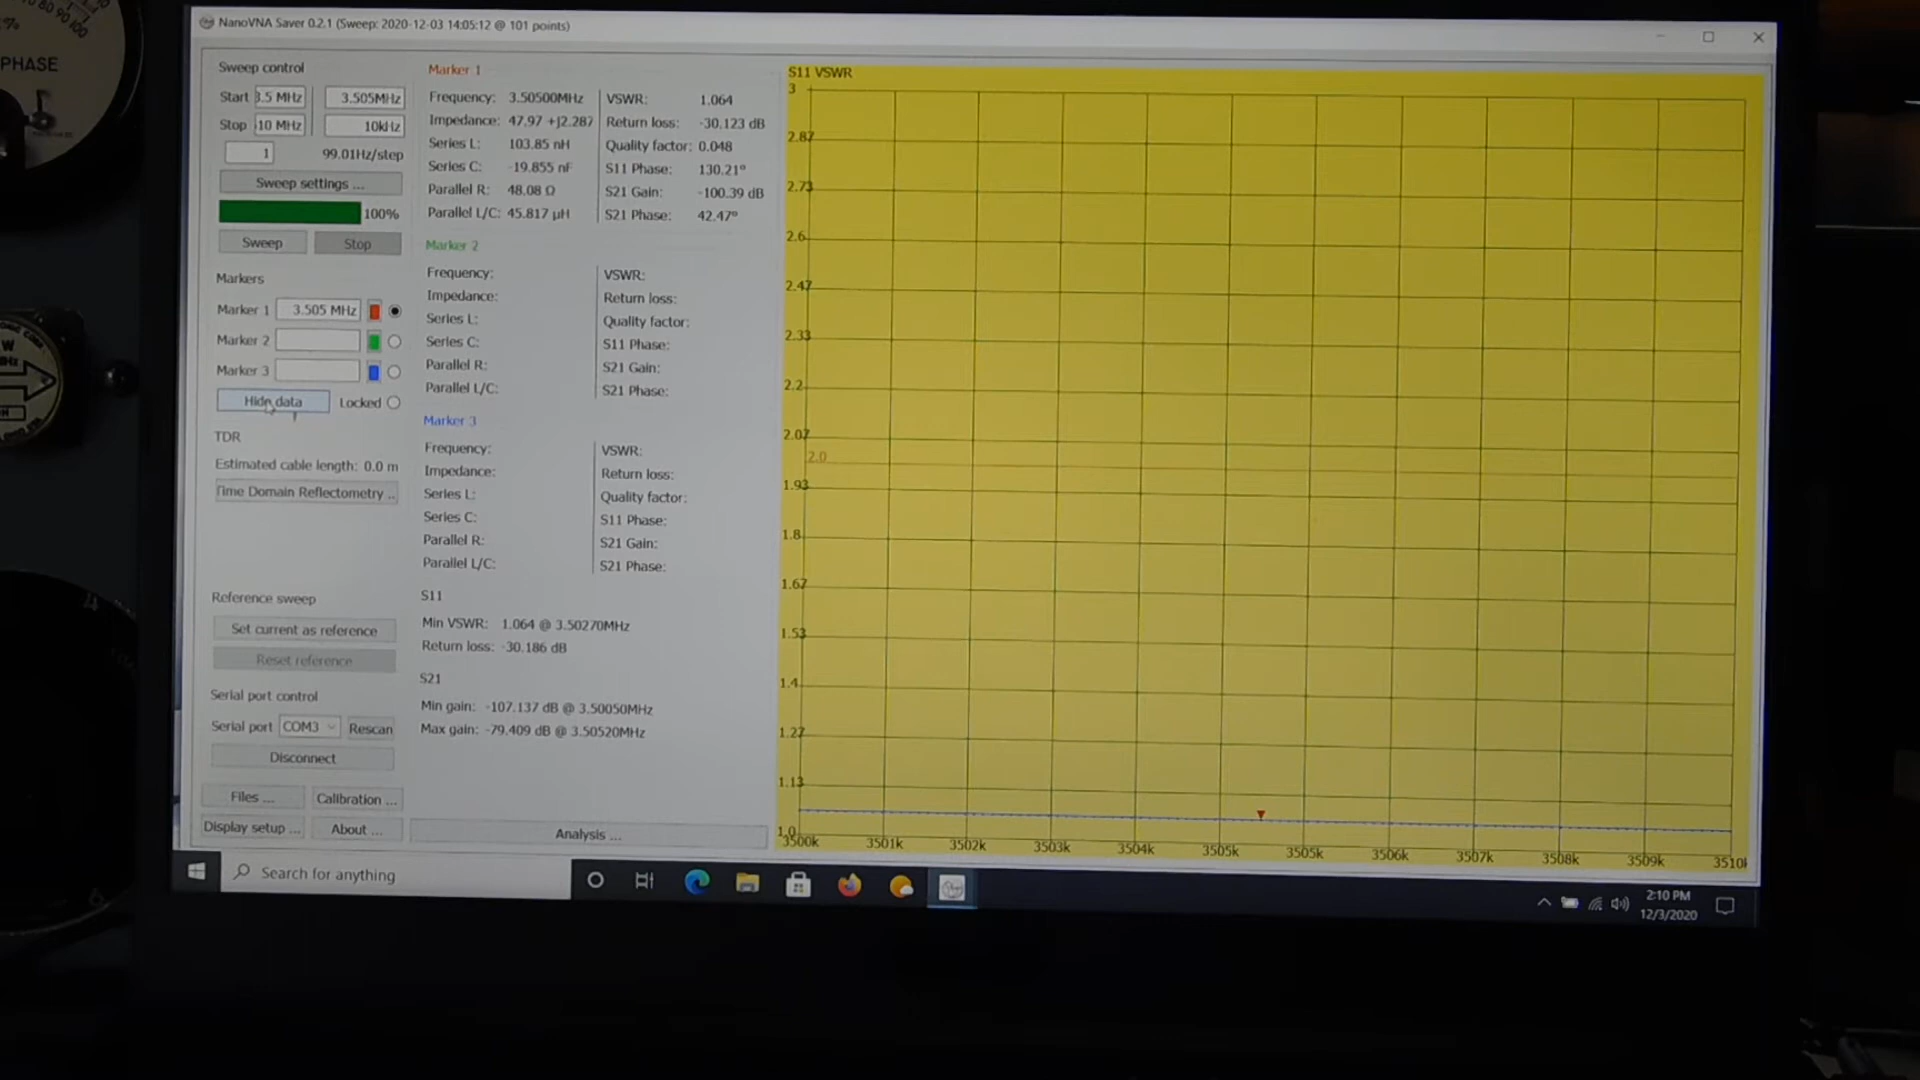 NanoVNA Saver 0.2.1 (Sweep: 2020-12-03 14:05:12 @ 101 points)
80 90 100
PHASE
Sweep control
Start 3.5 MHz 3.505MHz
Stop .10 MHz 10kHz
1 99.01Hz/step
Sweep settings ...
100%
Sweep Stop
Markers
Marker 1 3.505 MHz
Marker 2
Marker 3
Hide data Locked
TDR
Estimated cable length: 0.0 m
Time Domain Reflectometry ..
Reference sweep
Set current as reference
Reset reference
Serial port control
Serial port COM3 Rescan
Disconnect
Files ... Calibration ...
Display setup ... About ...
Marker 1
Frequency: 3.50500MHz VSWR: 1.064
Impedance: 47.97 +j2.287 Return loss: -30.123 dB
Series L: 103.85 nH Quality factor: 0.048
Series C: -19.855 nF S11 Phase: 130.21°
Parallel R: 48.08 Ω S21 Gain: -100.39 dB
Parallel L/C: 45.817 µH S21 Phase: 42.47°
Marker 2
Frequency: VSWR:
Impedance: Return loss:
Series L: Quality factor:
Series C: S11 Phase:
Parallel R: S21 Gain:
Parallel L/C: S21 Phase:
Marker 3
Frequency: VSWR:
Impedance: Return loss:
Series L: Quality factor:
Series C: S11 Phase:
Parallel R: S21 Gain:
Parallel L/C: S21 Phase:
S11
Min VSWR: 1.064 @ 3.50270MHz
Return loss: -30.186 dB
S21
Min gain: -107.137 dB @ 3.50050MHz
Max gain: -79.409 dB @ 3.50520MHz
Analysis ...
S11 VSWR
3
2.87
2.73
2.6
2.47
2.33
2.2
2.07
2.0
1.93
1.8
1.67
1.53
1.4
1.27
1.13
1.0
3500k 3501k 3502k 3503k 3504k 3505k 3505k 3506k 3507k 3508k 3509k 3510k
Search for anything
2:10 PM
12/3/2020